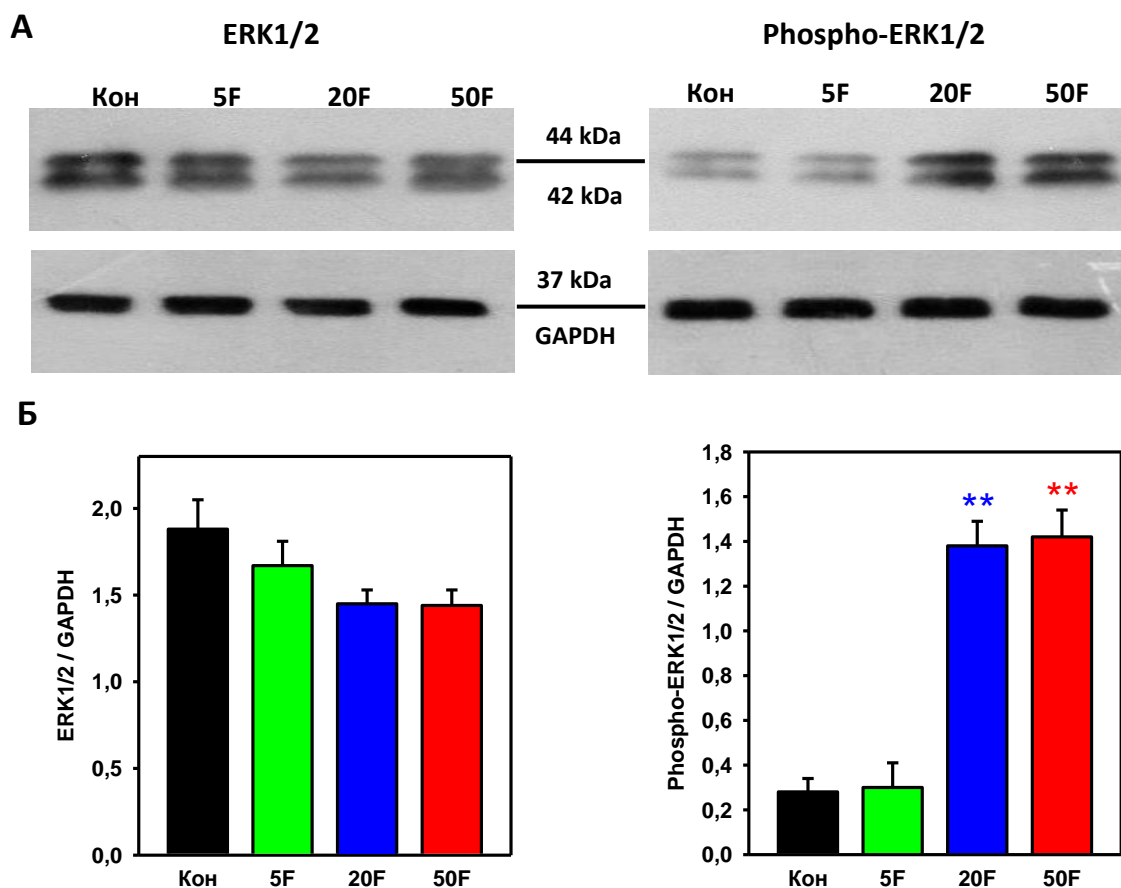 А
ERK1/2
Phospho-ERK1/2
Кон 5F 20F 50F
Кон 5F 20F 50F
44 kDa
42 kDa
37 kDa
GAPDH
Б
ERK1/2 / GAPDH
2,0
1,5
1,0
0,5
0,0
Кон 5F 20F 50F
Phospho-ERK1/2 / GAPDH
1,8
1,6
1,4
1,2
1,0
0,8
0,6
0,4
0,2
0,0
** **
Кон 5F 20F 50F